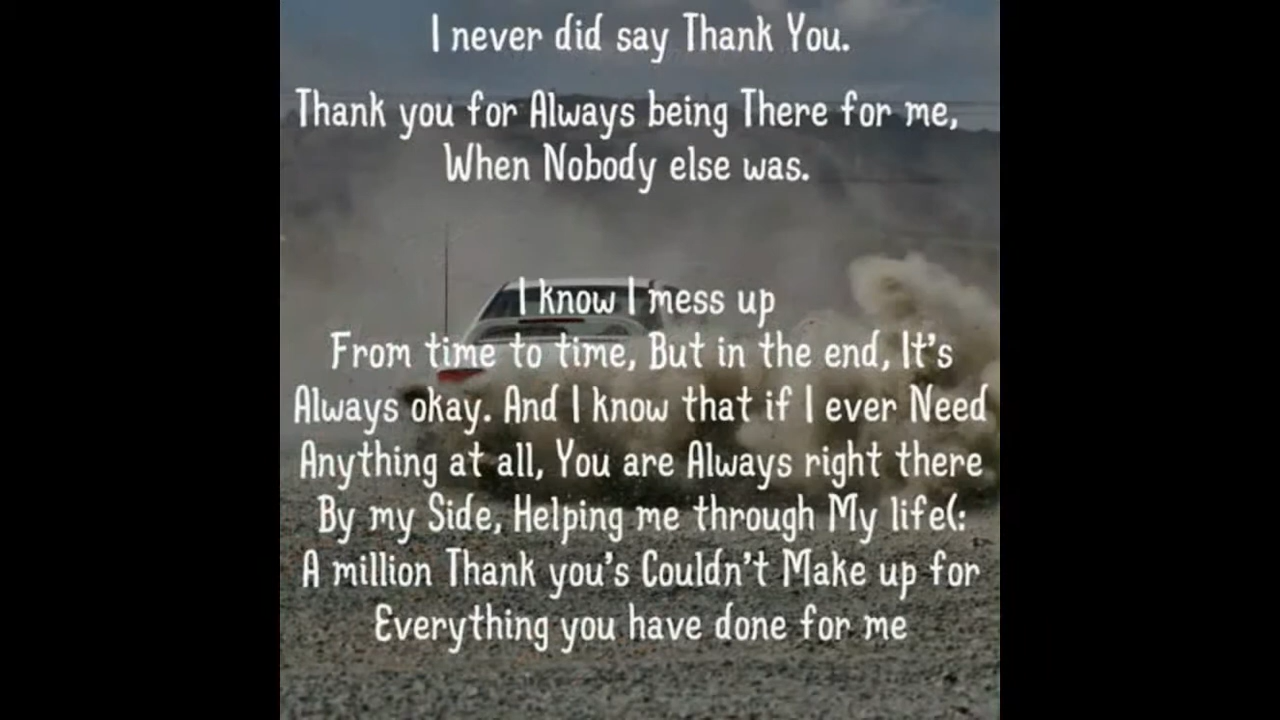 I never did say Thank You.
Thank you for Always being There for me,
When Nobody else was.
I know I mess up
From time to time, But in the end, It's
Always okay. And I know that if I ever Need
Anything at all, You are Always right there
By my Side, Helping me through My life(:
A million Thank you's Couldn't Make up for
Everything you have done for me